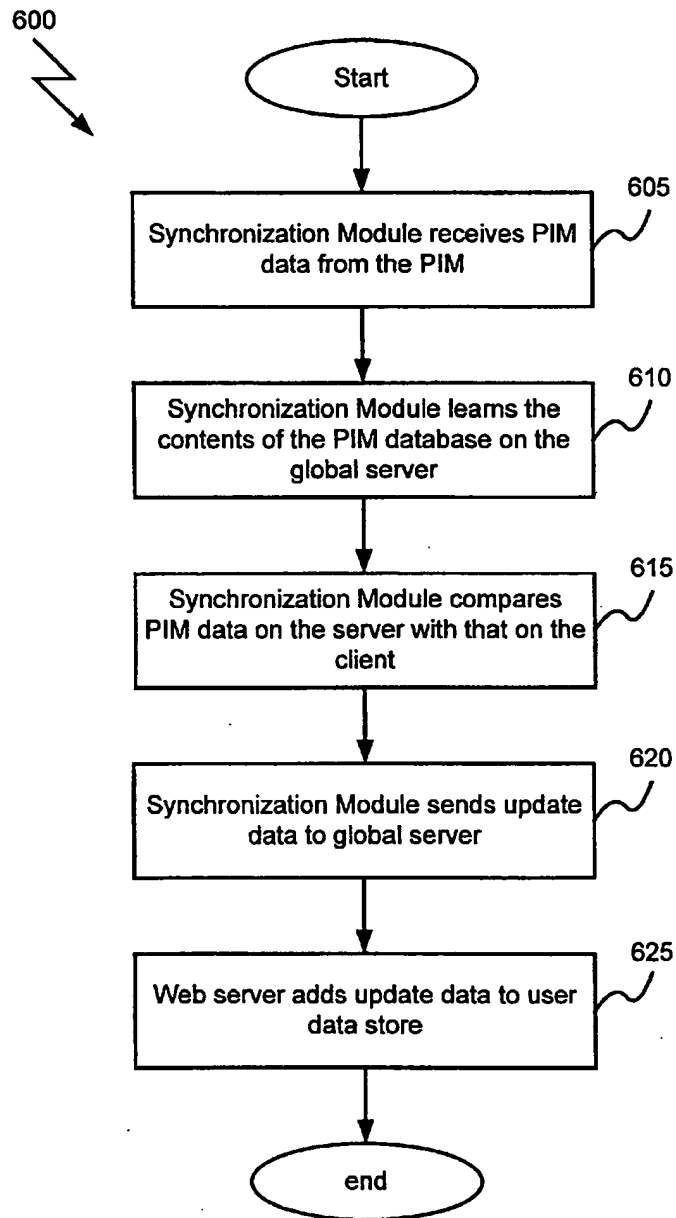 600
Start
605
Synchronization Module receives PIM
data from the PIM
610
Synchronization Module learns the
contents of the PIM database on the
global server
615
Synchronization Module compares
PIM data on the server with that on the
client
620
Synchronization Module sends update
data to global server
625
Web server adds update data to user
data store
end